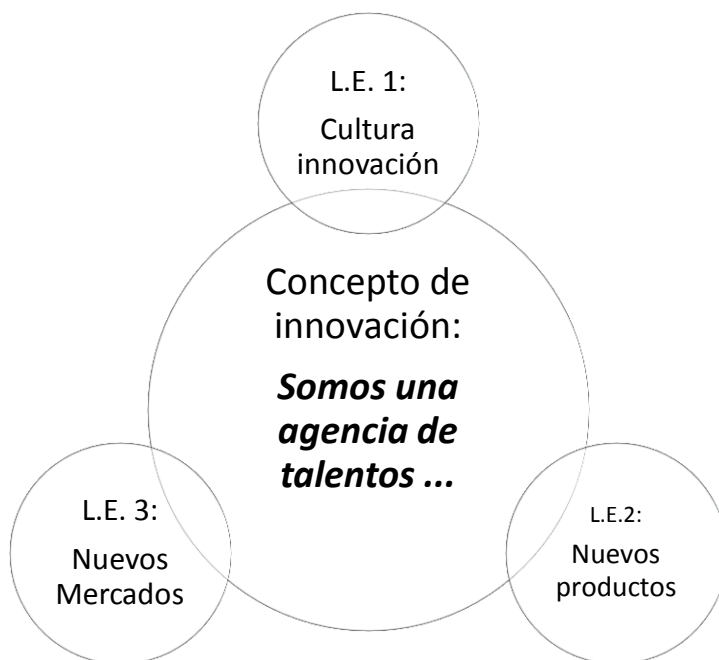 L.E. 1:
Cultura
innovación
Concepto de
innovación:
Somos una
agencia de
talentos ...
L.E. 3:
Nuevos
Mercados
L.E.2:
Nuevos
productos